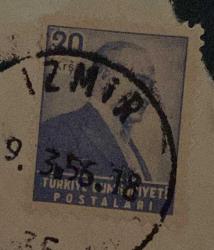 20
İZMİR
9.3.56.18
TÜRKİYE CUMHURİYETİ
POSTALARI